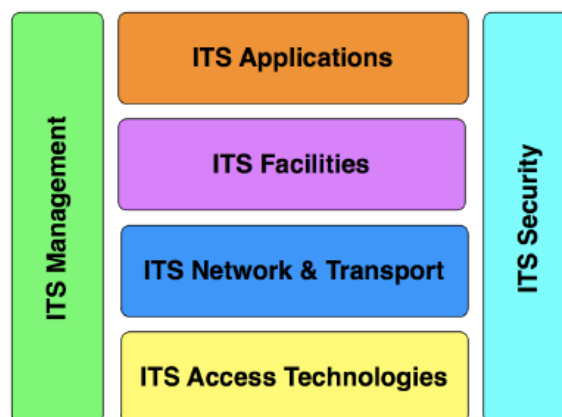 ITS Management
ITS Applications
ITS Facilities
ITS Network & Transport
ITS Access Technologies
ITS Security